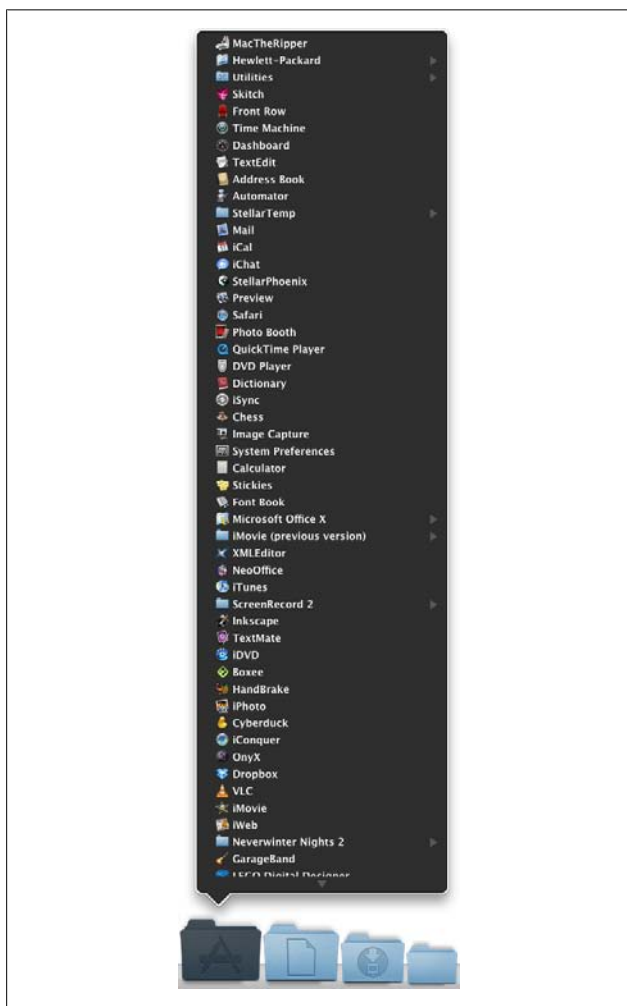 MacTheRipper
Hewlett-Packard
Utilities
Skitch
Front Row
Time Machine
Dashboard
TextEdit
Address Book
Automator
StellarTemp
Mail
iCal
iChat
StellarPhoenix
Preview
Safari
Photo Booth
QuickTime Player
DVD Player
Dictionary
iSync
Chess
Image Capture
System Preferences
Calculator
Stickies
Font Book
Microsoft Office X
iMovie (previous version)
XMLEditor
NeoOffice
iTunes
ScreenRecord 2
Inkscape
TextMate
iDVD
Boxee
HandBrake
iPhoto
Cyberduck
iConquer
OnyX
Dropbox
VLC
iMovie
iWeb
Neverwinter Nights 2
GarageBand
LEGO Digital Designer